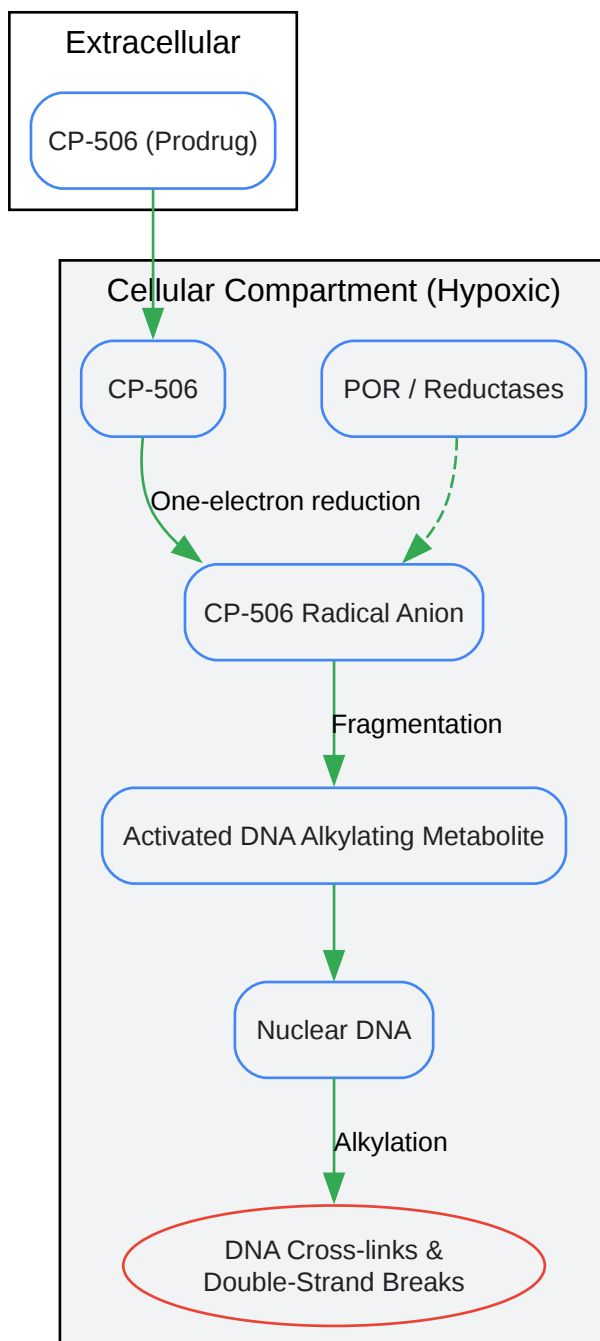 Extracellular
CP-506 (Prodrug)
Cellular Compartment (Hypoxic)
CP-506
POR / Reductases
One-electron reduction
CP-506 Radical Anion
Fragmentation
Activated DNA Alkylating Metabolite
Nuclear DNA
Alkylation
DNA Cross-links &
Double-Strand Breaks